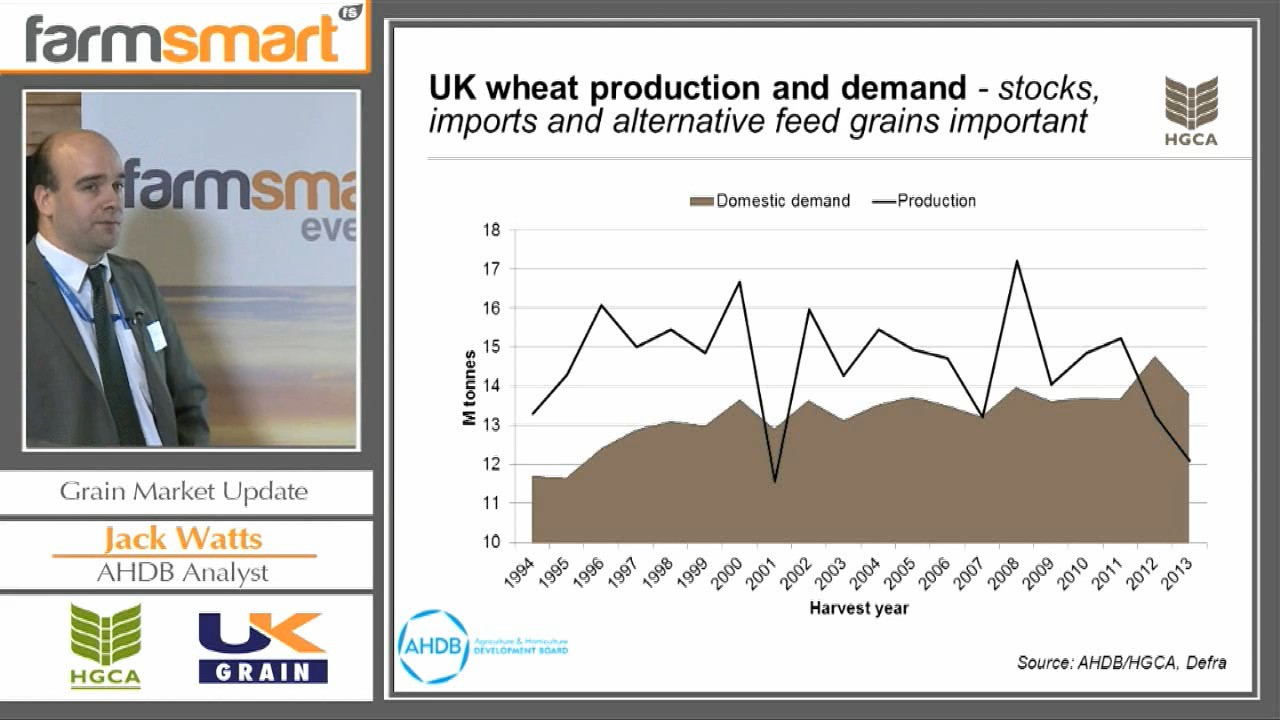 farmsmart fs
farmsma
eve
Grain Market Update
Jack Watts
AHDB Analyst
HGCA
UK
GRAIN
UK wheat production and demand - stocks,
imports and alternative feed grains important
HGCA
Domestic demand Production
18
17
16
15
14
13
12
11
10
M tonnes
1994 1995 1996 1997 1998 1999 2000 2001 2002 2003 2004 2005 2006 2007 2008 2009 2010 2011 2012 2013
Harvest year
AHDB
Agriculture & Horticulture
DEVELOPMENT BOARD
Source: AHDB/HGCA, Defra